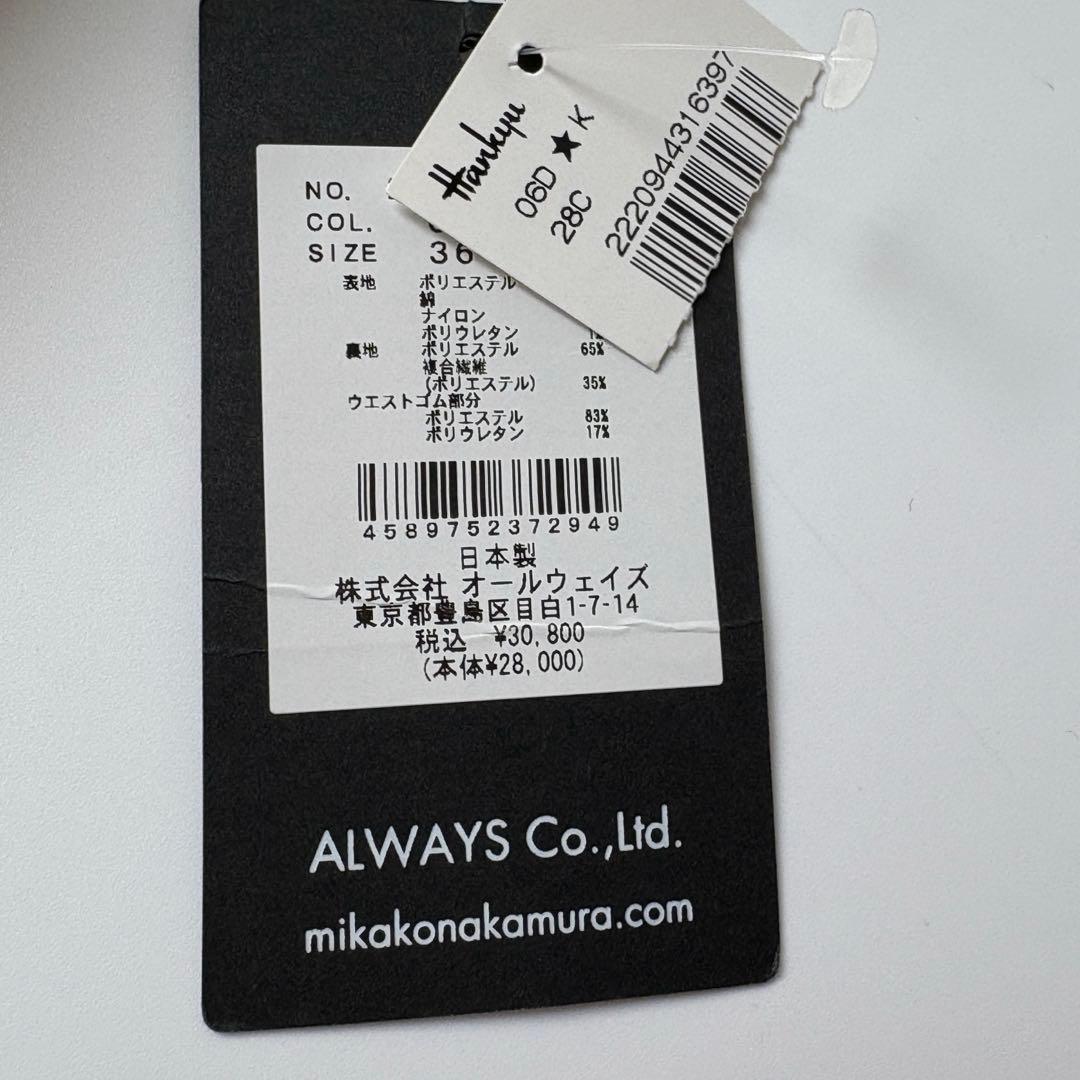 Hankyu
06D★K
28C
2220944316397
NO.
COL.
SIZE 36
表地 ポリエステル
綿
ナイロン
ポリウレタン
裏地 ポリエステル 65%
複合繊維
(ポリエステル) 35%
ウエストゴム部分
ポリエステル 83%
ポリウレタン 17%
4589752372949
日本製
株式会社 オールウェイズ
東京都豊島区目白1-7-14
税込 ¥30,800
(本体¥28,000)
ALWAYS Co.,Ltd.
mikakonakamura.com